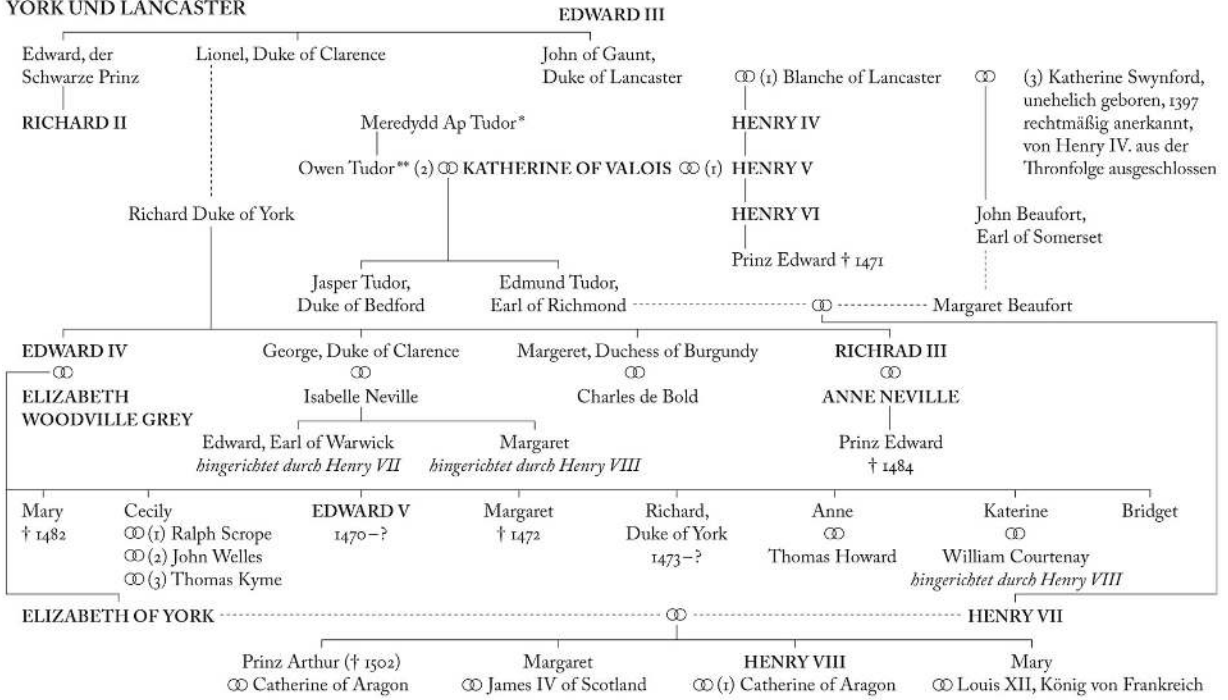 YORK UND LANCASTER
EDWARD III
Edward, der
Schwarze Prinz
Lionel, Duke of Clarence
John of Gaunt,
Duke of Lancaster
⚭ (1) Blanche of Lancaster
⚭ (3) Katherine Swynford,
unehelich geboren, 1397
rechtmäßig anerkannt,
von Henry IV. aus der
Thronfolge ausgeschlossen
RICHARD II
Meredydd Ap Tudor*
HENRY IV
Owen Tudor** (2) ⚭ KATHERINE OF VALOIS ⚭ (1) HENRY V
Richard Duke of York
HENRY VI
John Beaufort,
Earl of Somerset
Prinz Edward † 1471
Jasper Tudor,
Duke of Bedford
Edmund Tudor,
Earl of Richmond
⚭
Margaret Beaufort
EDWARD IV
⚭
ELIZABETH
WOODVILLE GREY
George, Duke of Clarence
⚭
Isabelle Neville
Margeret, Duchess of Burgundy
⚭
Charles de Bold
RICHRAD III
⚭
ANNE NEVILLE
Edward, Earl of Warwick
hingerichtet durch Henry VII
Margaret
hingerichtet durch Henry VIII
Prinz Edward
† 1484
Mary
† 1482
Cecily
⚭ (1) Ralph Scrope
⚭ (2) John Welles
⚭ (3) Thomas Kyme
EDWARD V
1470–?
Margaret
† 1472
Richard,
Duke of York
1473–?
Anne
⚭
Thomas Howard
Katerine
⚭
William Courtenay
hingerichtet durch Henry VIII
Bridget
ELIZABETH OF YORK ⚭ HENRY VII
Prinz Arthur († 1502)
⚭ Catherine of Aragon
Margaret
⚭ James IV of Scotland
HENRY VIII
⚭ (1) Catherine of Aragon
Mary
⚭ Louis XII, König von Frankreich